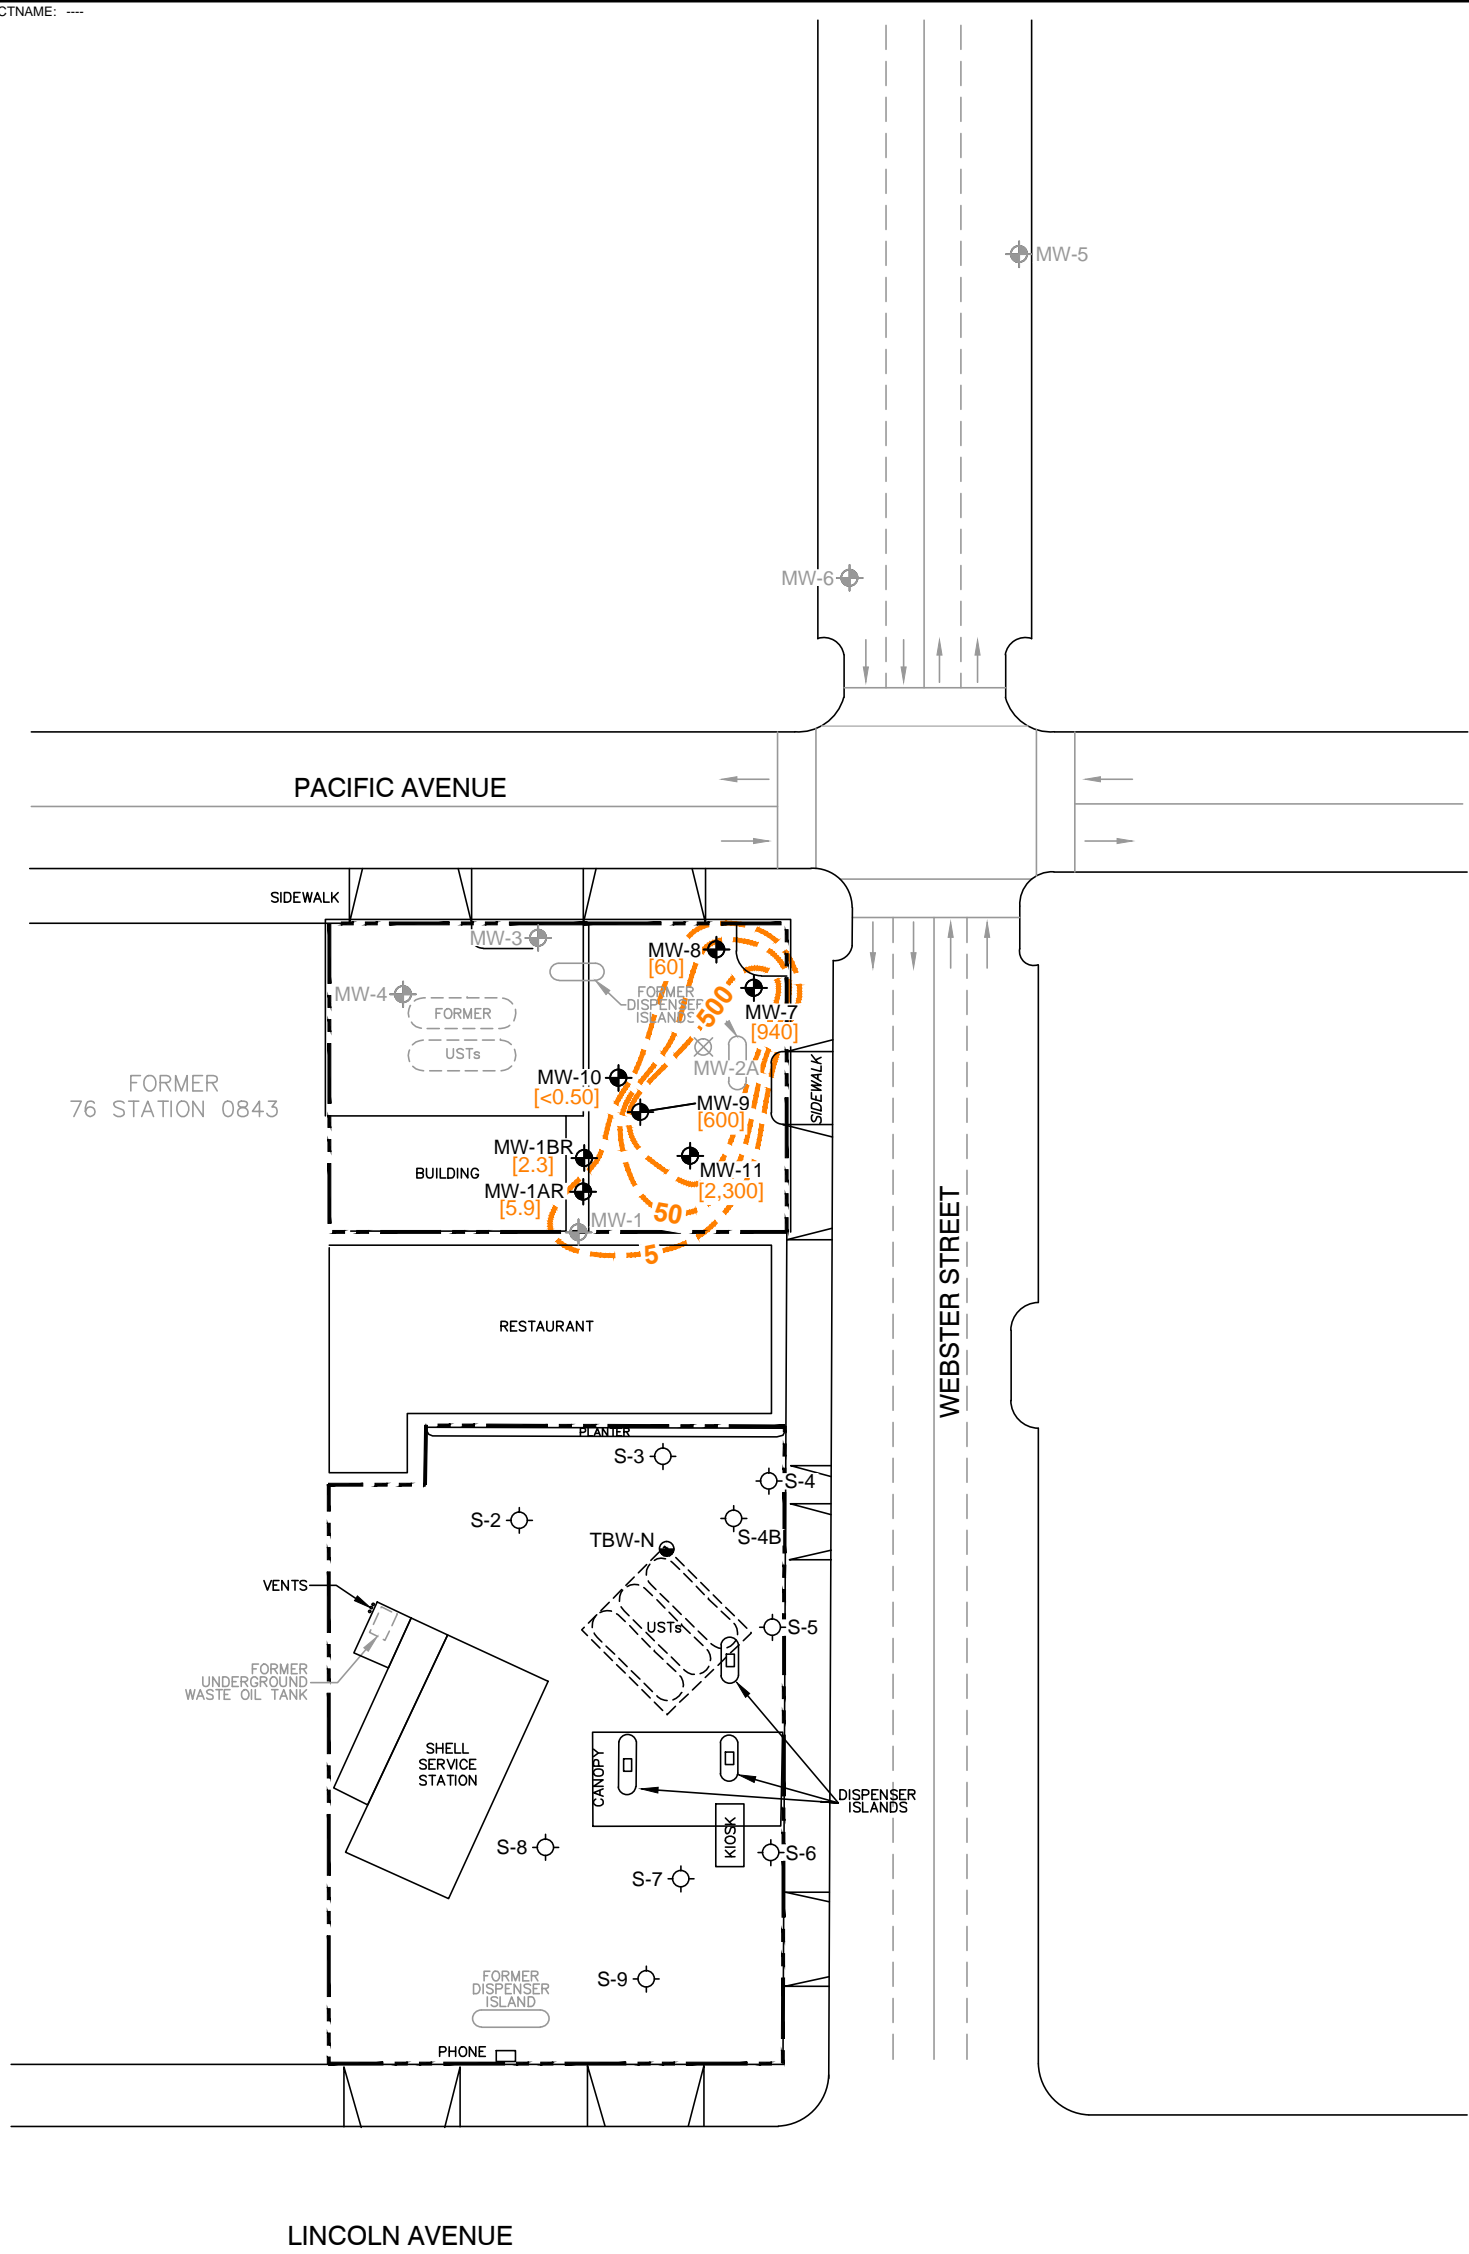 CTNAME: ----
MW-5
MW-6
PACIFIC AVENUE
SIDEWALK
MW-3
MW-8
[60]
MW-4
FORMER
USTs
FORMER
DISPENSER
ISLANDS
500
MW-7
[940]
MW-2A
SIDEWALK
FORMER
76 STATION 0843
MW-10
[<0.50]
MW-9
[600]
MW-1BR
[2.3]
BUILDING
MW-11
[2,300]
MW-1AR
[5.9]
MW-1
50
5
RESTAURANT
WEBSTER STREET
PLANTER
S-3
S-4
S-2
S-4B
TBW-N
VENTS
USTs
S-5
FORMER
UNDERGROUND
WASTE OIL TANK
SHELL
SERVICE
STATION
CANOPY
DISPENSER
ISLANDS
KIOSK
S-8
S-6
S-7
S-9
FORMER
DISPENSER
ISLAND
PHONE
LINCOLN AVENUE